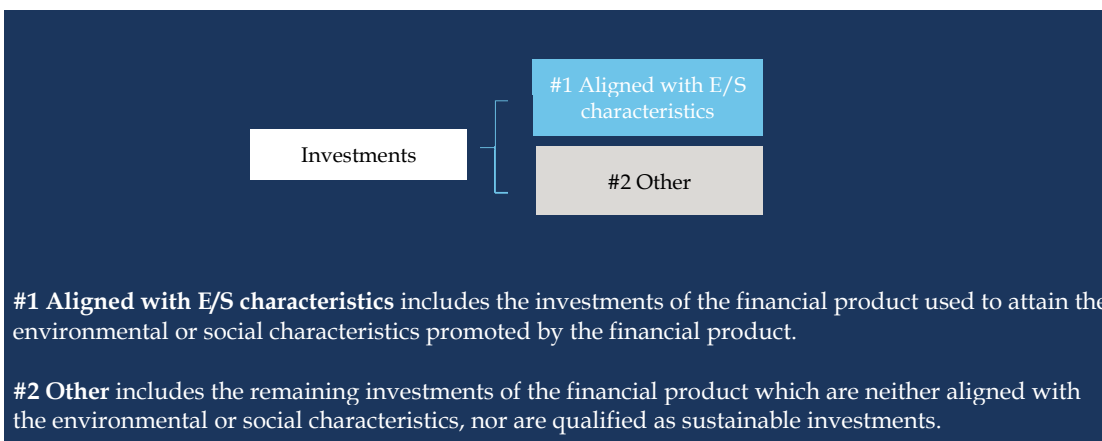 #1 Aligned with E/S
characteristics
Investments
#2 Other
#1 Aligned with E/S characteristics includes the investments of the financial product used to attain the
environmental or social characteristics promoted by the financial product.
#2 Other includes the remaining investments of the financial product which are neither aligned with
the environmental or social characteristics, nor are qualified as sustainable investments.